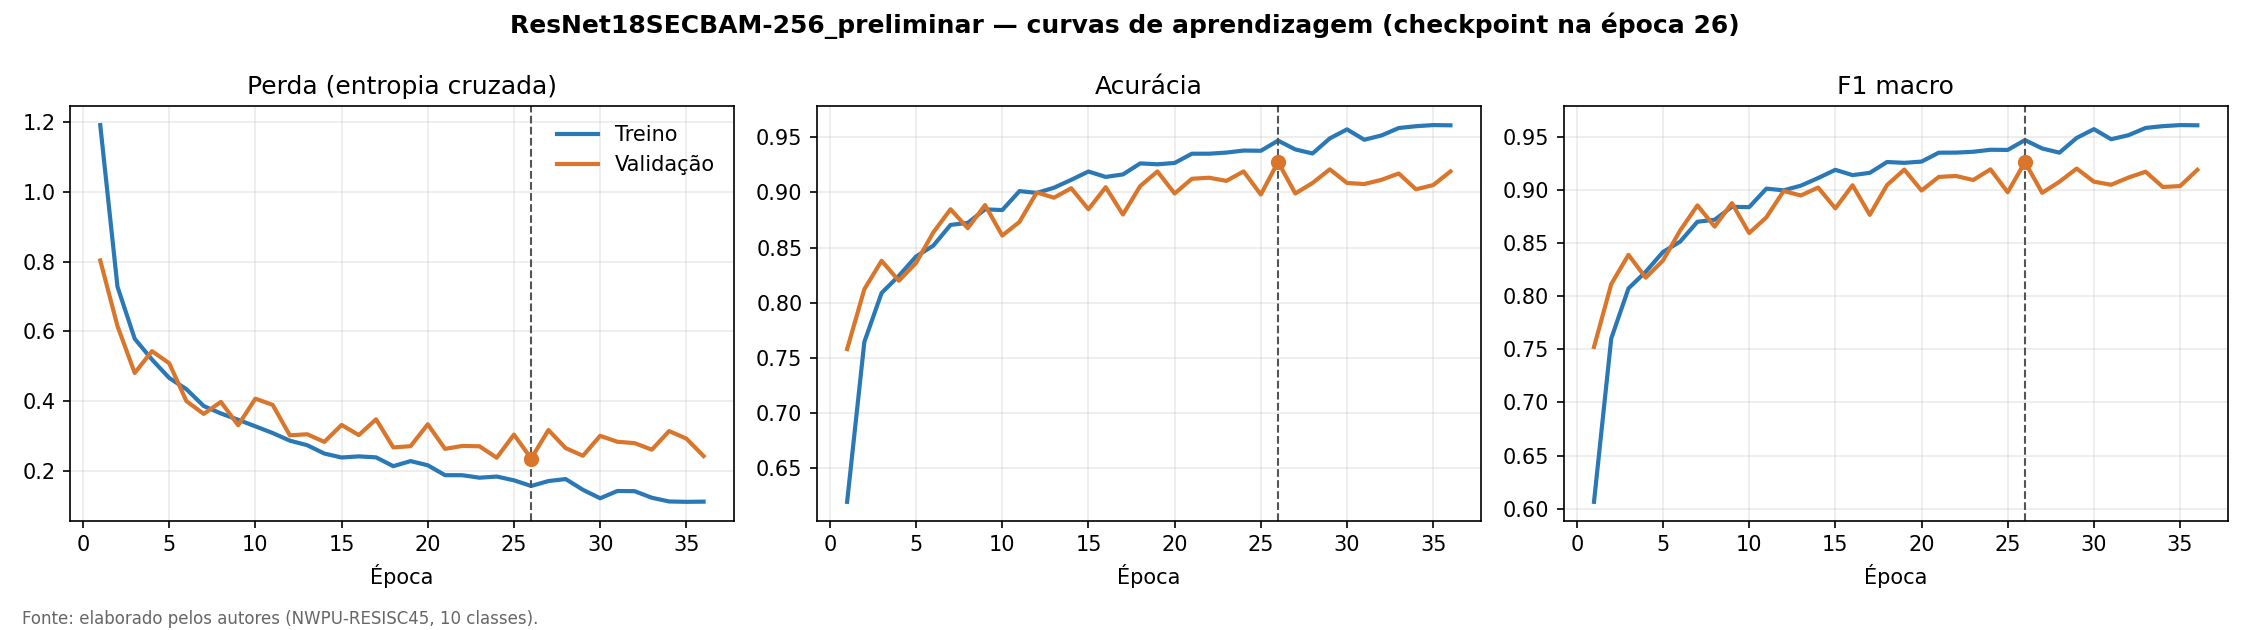 ResNet18SECBAM-256_preliminar — curvas de aprendizagem (checkpoint na época 26)
Perda (entropia cruzada)
1.2
1.0
0.8
0.6
0.4
0.2
Treino
Validação
0 5 10 15 20 25 30 35
Época
Acurácia
0.95
0.90
0.85
0.80
0.75
0.70
0.65
0 5 10 15 20 25 30 35
Época
F1 macro
0.95
0.90
0.85
0.80
0.75
0.70
0.65
0.60
0 5 10 15 20 25 30 35
Época
Fonte: elaborado pelos autores (NWPU-RESISC45, 10 classes).